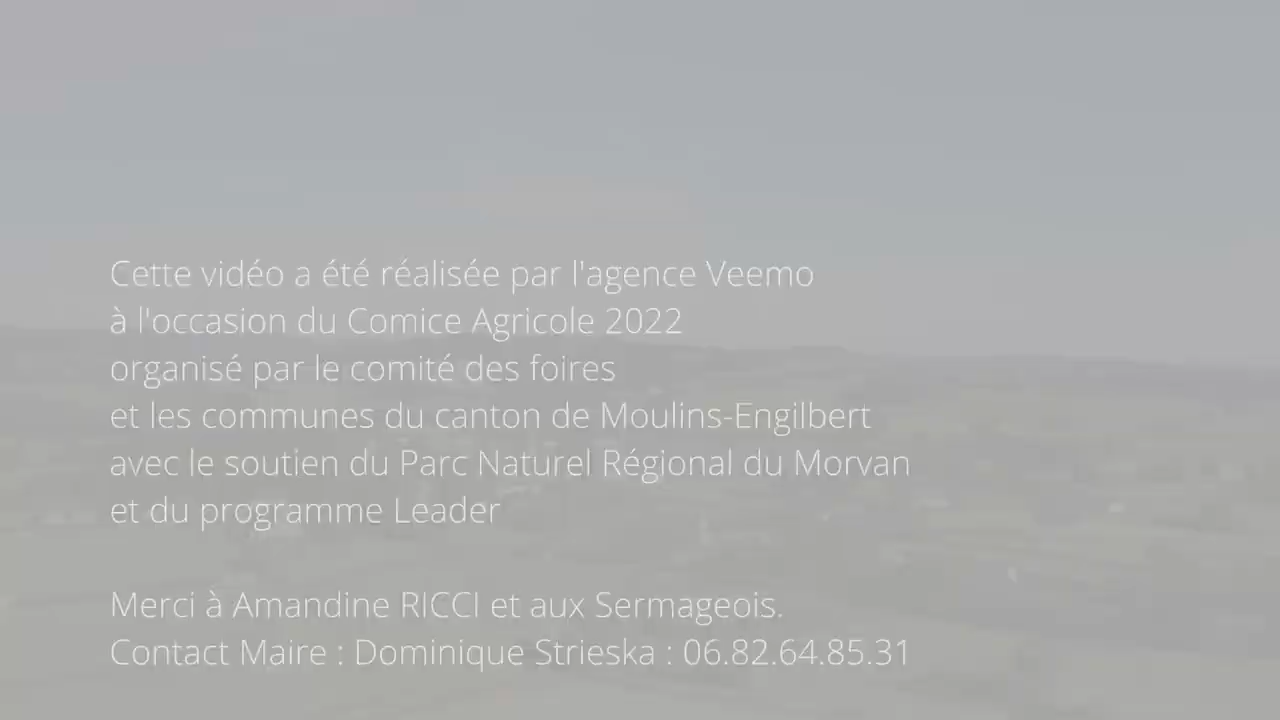 Cette vidéo a été réalisée par l'agence Veemo
à l'occasion du Comice Agricole 2022
organisé par le comité des foires
et les communes du canton de Moulins-Engilbert
avec le soutien du Parc Naturel Régional du Morvan
et du programme Leader
Merci à Amandine RICCI et aux Sermageois.
Contact Maire : Dominique Strieska : 06.82.64.85.31